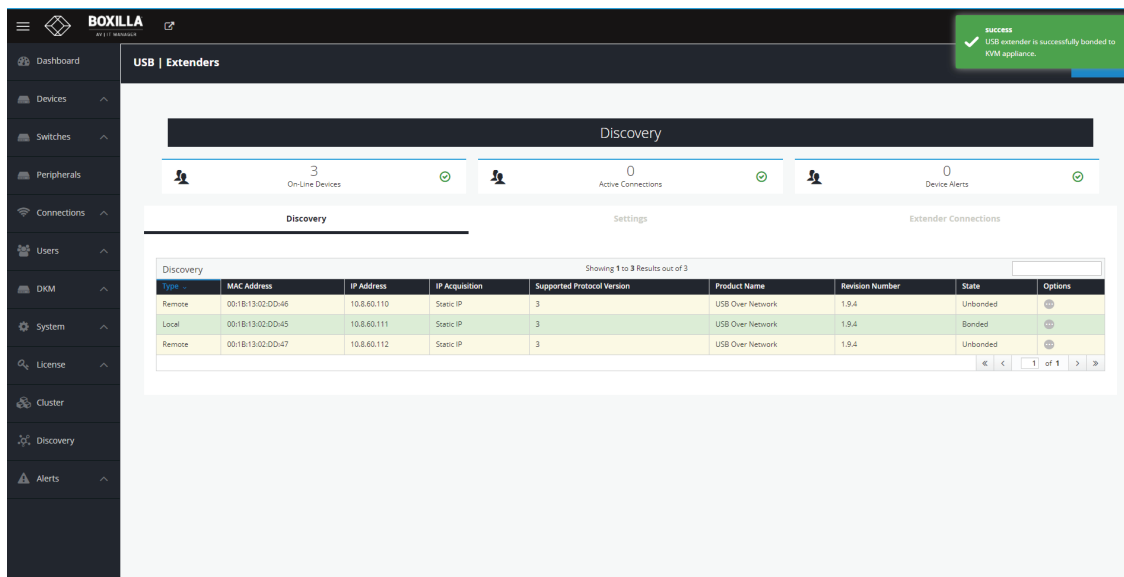 BOXILLA
AV | IT MANAGER
success
USB extender is successfully bonded to
KVM appliance.
Dashboard
Devices
Switches
Peripherals
Connections
Users
DKM
System
License
Cluster
Discovery
Alerts
USB | Extenders
Discovery
3
On-Line Devices
0
Active Connections
0
Device Alerts
Discovery Settings Extender Connections
Discovery Showing 1 to 3 Results out of 3
Type MAC Address IP Address IP Acquisition Supported Protocol Version Product Name Revision Number State Options
Remote 00:1B:13:02:DD:46 10.8.60.110 Static IP 3 USB Over Network 1.9.4 Unbonded
Local 00:1B:13:02:DD:45 10.8.60.111 Static IP 3 USB Over Network 1.9.4 Bonded
Remote 00:1B:13:02:DD:47 10.8.60.112 Static IP 3 USB Over Network 1.9.4 Unbonded
« < 1 of 1 > »